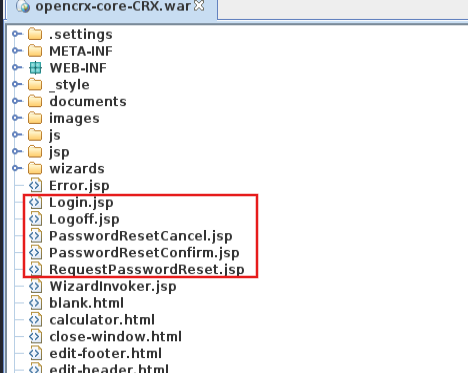 opencrx-core-CRX.war
.settings
META-INF
WEB-INF
_style
documents
images
js
jsp
wizards
Error.jsp
Login.jsp
Logoff.jsp
PasswordResetCancel.jsp
PasswordResetConfirm.jsp
RequestPasswordReset.jsp
WizardInvoker.jsp
blank.html
calculator.html
close-window.html
edit-footer.html
edit-header.html